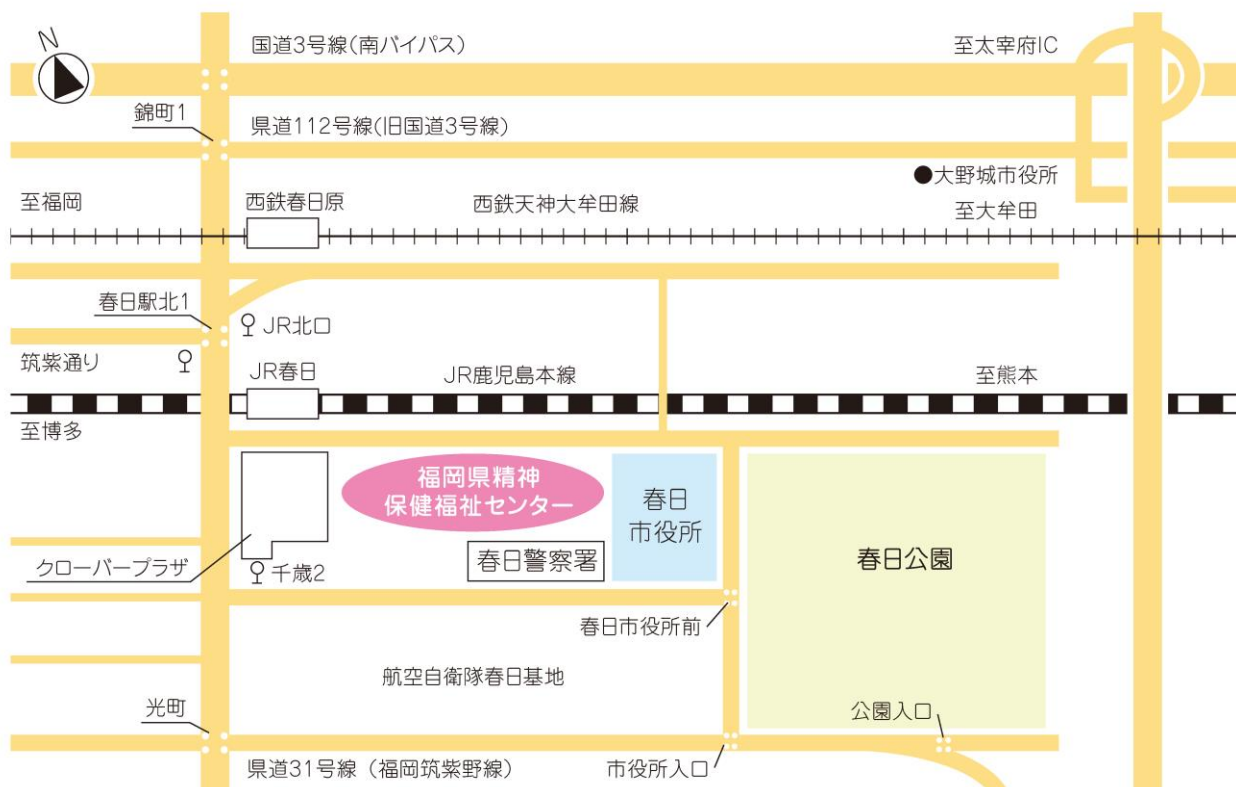 N
国道3号線(南バイパス)
至太宰府IC
錦町1
県道112号線(旧国道3号線)
大野城市役所
至福岡
西鉄春日原
西鉄天神大牟田線
至大牟田
春日駅北1
JR北口
筑紫通り
JR春日
JR鹿児島本線
至熊本
至博多
福岡県精神
保健福祉センター
春日
市役所
春日警察署
春日公園
クローバープラザ
千歳2
春日市役所前
航空自衛隊春日基地
光町
公園入口
県道31号線(福岡筑紫野線)
市役所入口